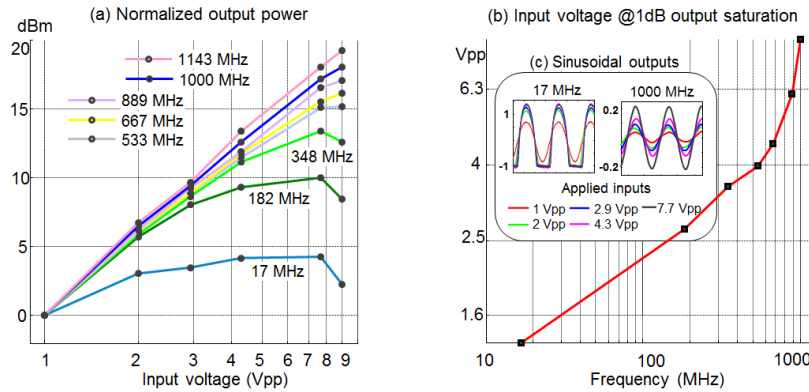 (a) Normalized output power
dBm
20
15
10
5
0
1143 MHz
1000 MHz
889 MHz
667 MHz
533 MHz
348 MHz
182 MHz
17 MHz
1 2 3 4 5 6 7 8 9
Input voltage (Vpp)
(b) Input voltage @1dB output saturation
Vpp
6.3
4
2.5
1.6
(c) Sinusoidal outputs
17 MHz 1000 MHz
1
-1
0.2
-0.2
Applied inputs
1 Vpp 2.9 Vpp 7.7 Vpp
2 Vpp 4.3 Vpp
10 100 1000
Frequency (MHz)